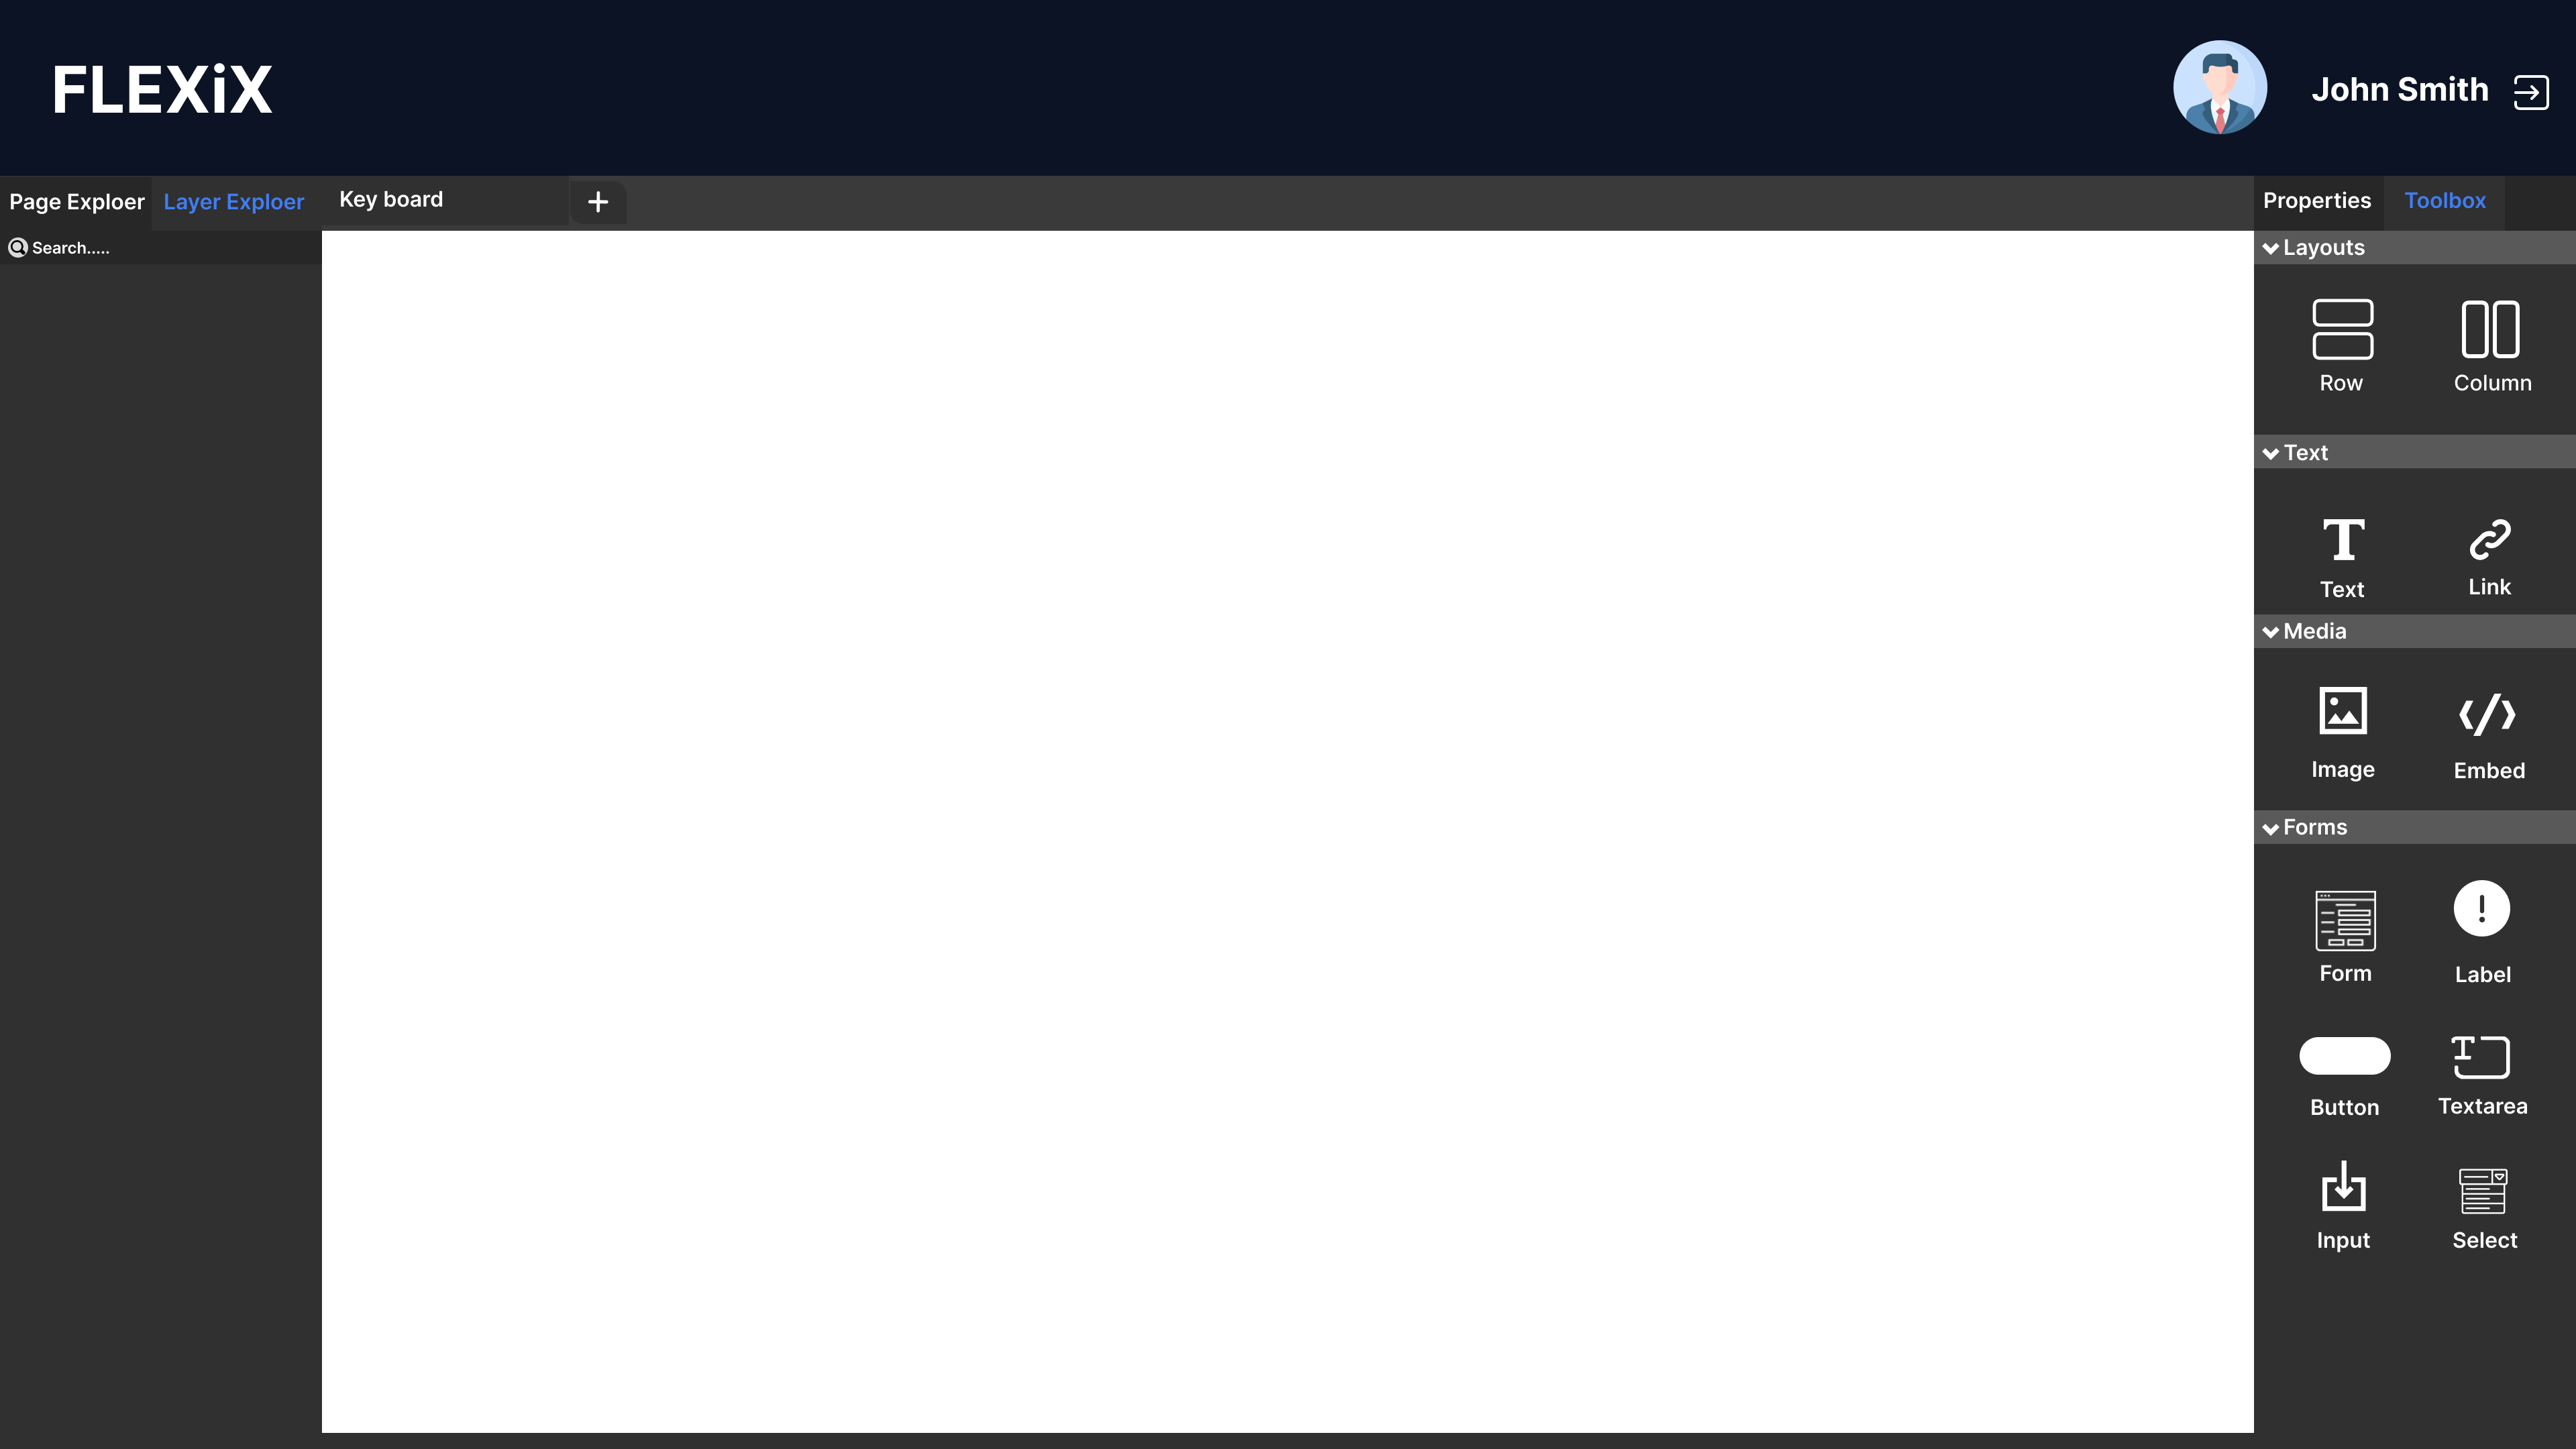 FLEXiX
John Smith
Page Exploer
Layer Exploer
Key board
Properties
Toolbox
Search.....
Layouts
Row
Column
Text
Text
Link
Media
Image
Embed
Forms
Form
Label
Button
Textarea
Input
Select